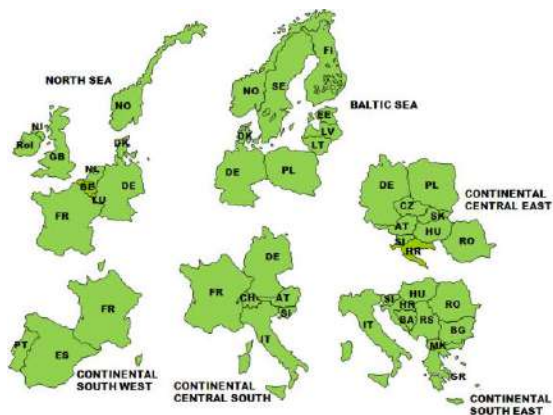 NORTH SEA
NO
NI
RoI
GB
DK
NL
BE
DE
LU
FR
BALTIC SEA
FI
NO
SE
EE
LV
DK
LT
DE
PL
CONTINENTAL
CENTRAL EAST
DE
PL
CZ
SK
AT
HU
SI
HR
RO
CONTINENTAL
SOUTH WEST
FR
PT
ES
CONTINENTAL
CENTRAL SOUTH
DE
FR
CH
AT
SI
IT
CONTINENTAL
SOUTH EAST
HU
SI
HR
RO
IT
BA
RS
BG
MK
GR